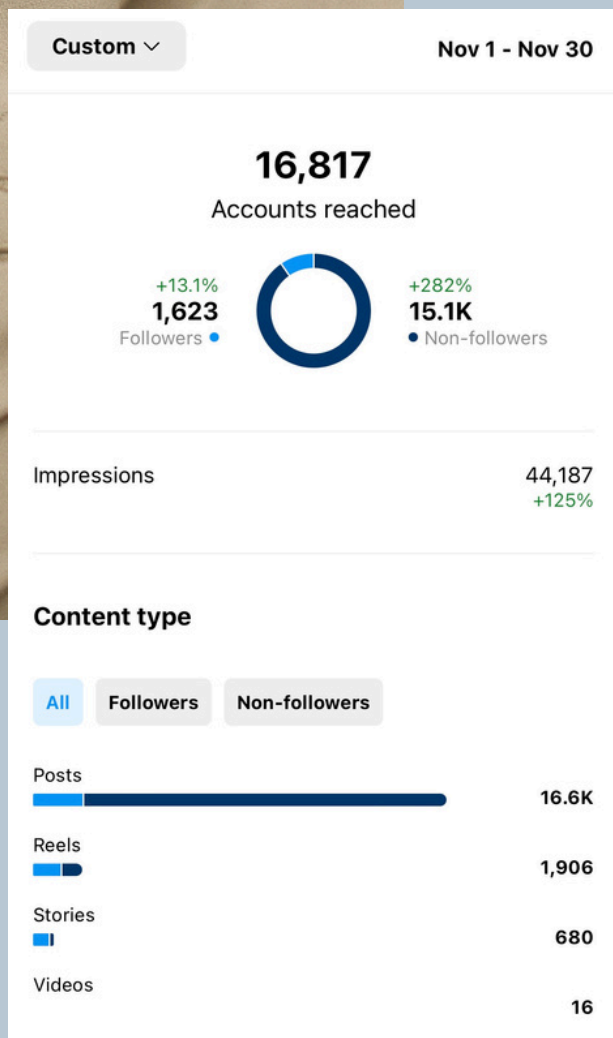 Custom
Nov 1 - Nov 30
16,817
Accounts reached
+13.1%
1,623
Followers
+282%
15.1K
Non-followers
Impressions
44,187
+125%
Content type
All Followers Non-followers
Posts
16.6K
Reels
1,906
Stories
680
Videos
16